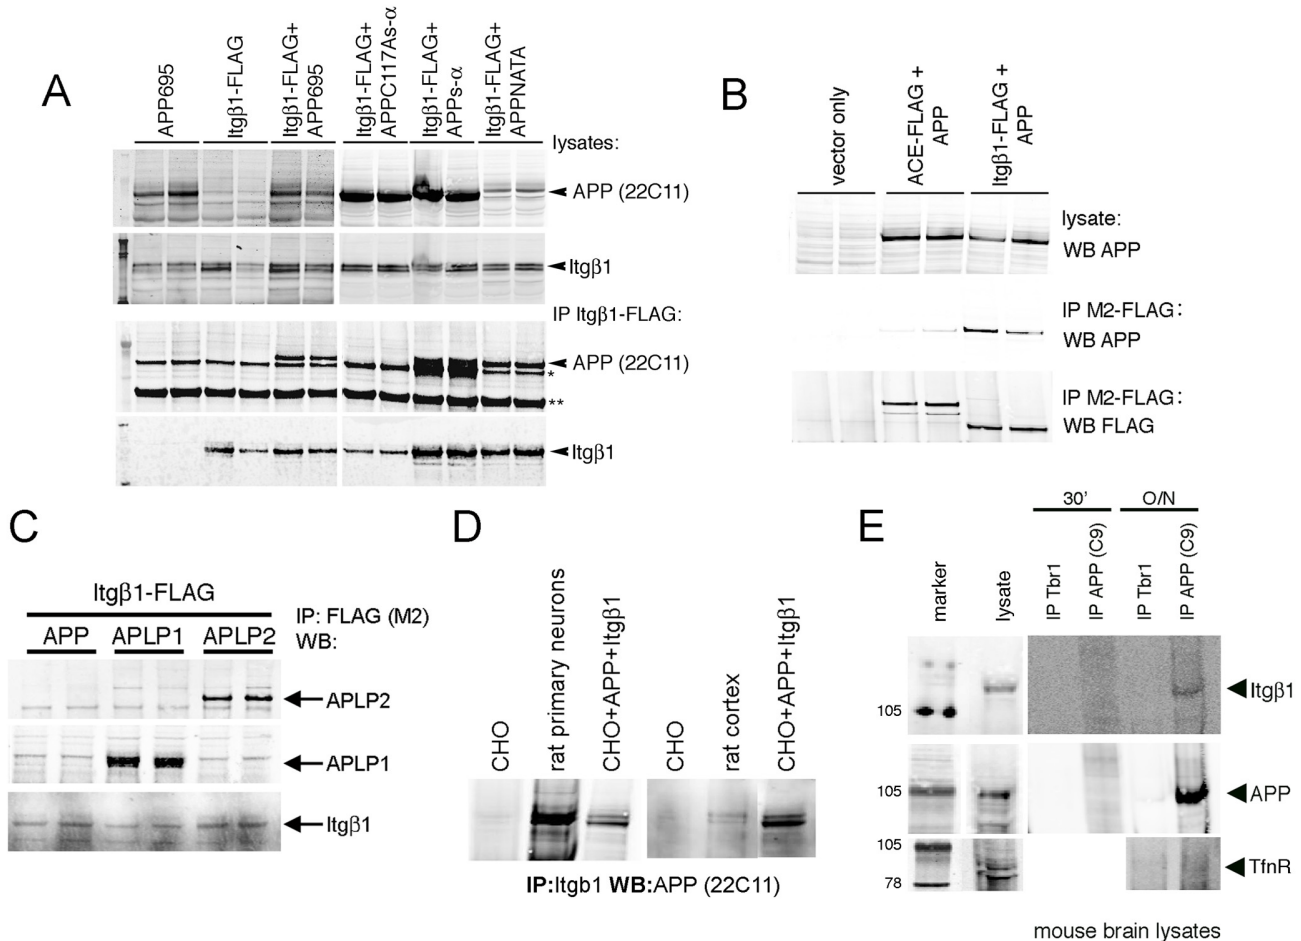 A
APP695
Itgβ1-FLAG
Itgβ1-FLAG+
APP695
Itgβ1-FLAG+
APPC117As-α
Itgβ1-FLAG+
APPs-α
Itgβ1-FLAG+
APPNATA
lysates:
APP (22C11)
Itgβ1
IP Itgβ1-FLAG:
APP (22C11)
*
**
Itgβ1
B
vector only
ACE-FLAG +
APP
Itgβ1-FLAG +
APP
lysate:
WB APP
IP M2-FLAG:
WB APP
IP M2-FLAG:
WB FLAG
C
Itgβ1-FLAG
APP APLP1 APLP2
IP: FLAG (M2)
WB:
APLP2
APLP1
Itgβ1
D
CHO
rat primary neurons
CHO+APP+Itgβ1
CHO
rat cortex
CHO+APP+Itgβ1
IP:Itgb1 WB:APP (22C11)
E
30' O/N
marker
lysate
IP Tbr1
IP APP (C9)
IP Tbr1
IP APP (C9)
105
Itgβ1
105
APP
105
78
TfnR
mouse brain lysates